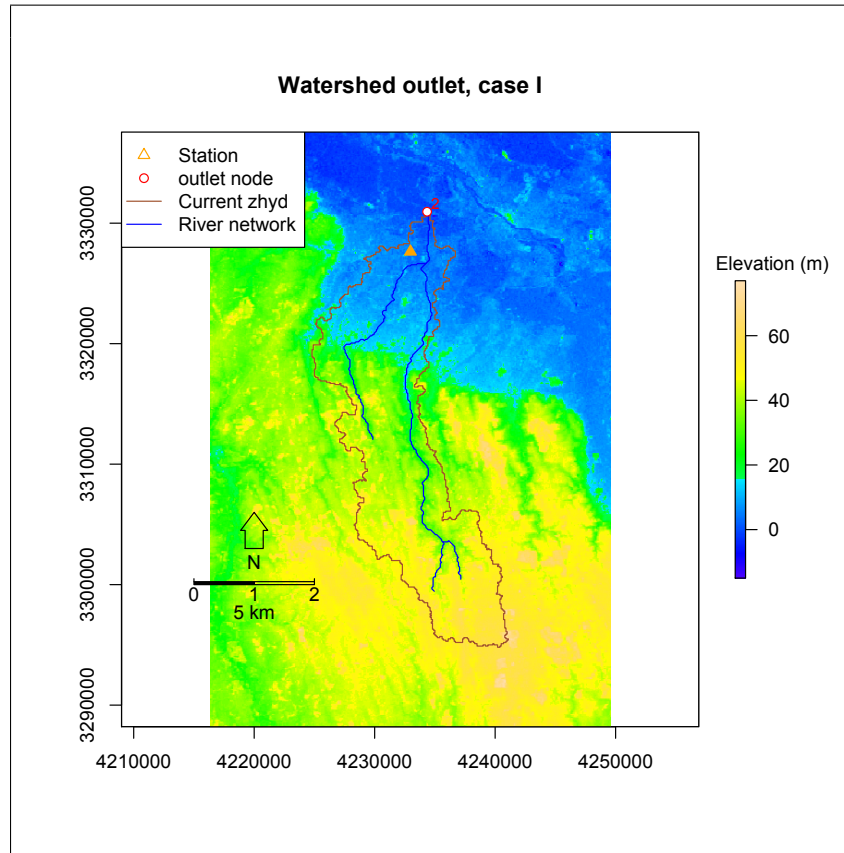 Watershed outlet, case I
Station
outlet node
Current zhyd
River network
2
Elevation (m)
60
40
20
0
N
0 1 2
5 km
3330000
3320000
3310000
3300000
3290000
4210000 4220000 4230000 4240000 4250000